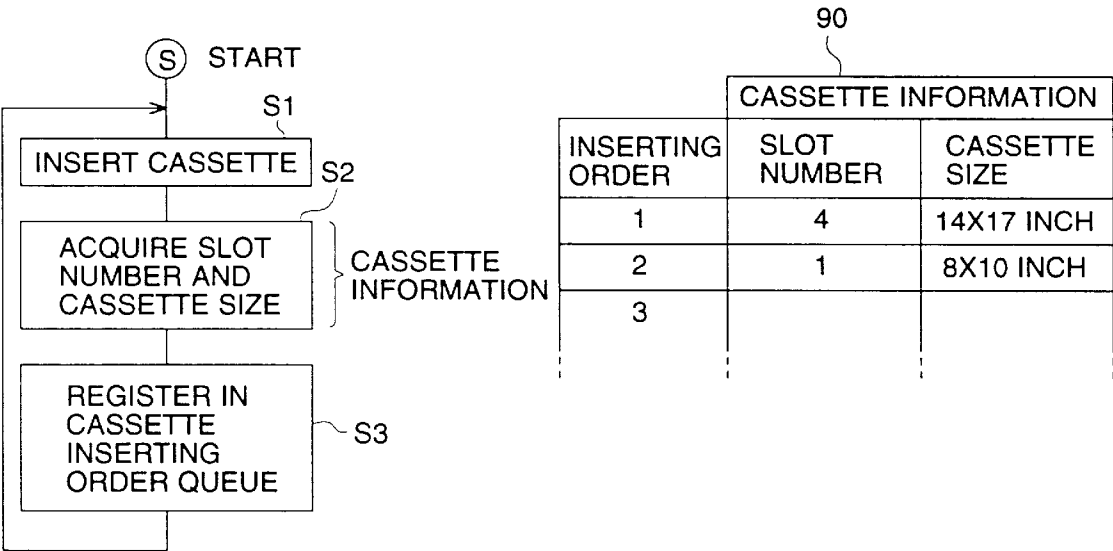 S START
S1
INSERT CASSETTE
S2
ACQUIRE SLOT
NUMBER AND
CASSETTE SIZE
CASSETTE
INFORMATION
REGISTER IN
CASSETTE
INSERTING
ORDER QUEUE
S3
90
CASSETTE INFORMATION
INSERTING
ORDER
SLOT
NUMBER
CASSETTE
SIZE
1 4 14X17 INCH
2 1 8X10 INCH
3